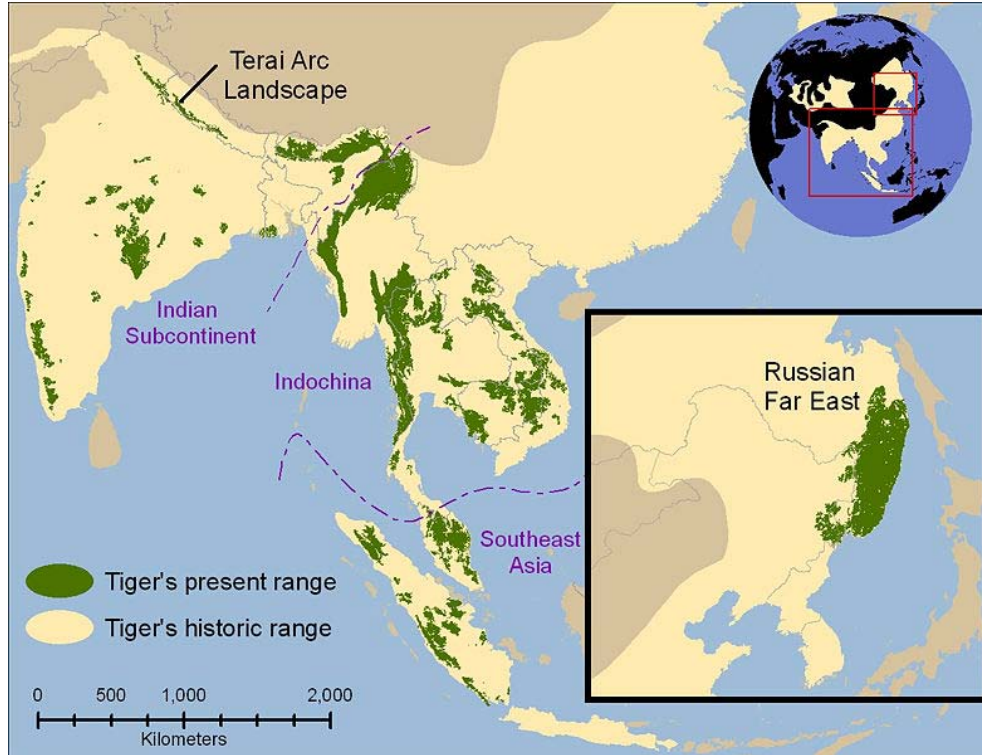 Terai Arc
Landscape
Indian
Subcontinent
Indochina
Russian
Far East
Southeast
Asia
Tiger's present range
Tiger's historic range
0 500 1,000 2,000
Kilometers